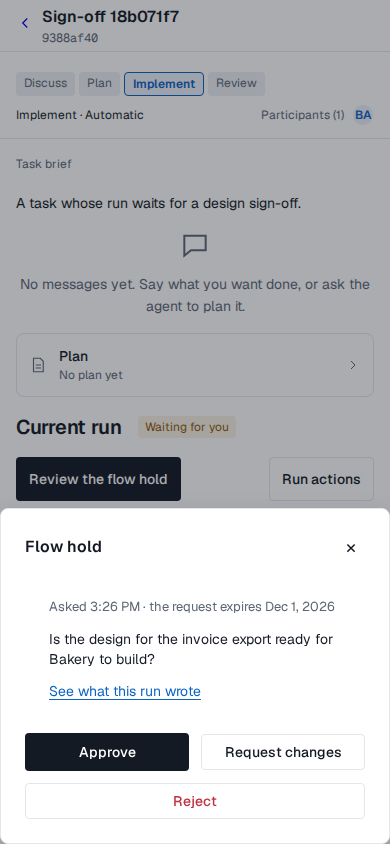 Sign-off 18b071f7
9388af40
Discuss
Plan
Implement
Review
Implement · Automatic
Participants (1)
BA
Task brief
A task whose run waits for a design sign-off.
No messages yet. Say what you want done, or ask the
agent to plan it.
Plan
No plan yet
Current run
Waiting for you
Review the flow hold
Run actions
Flow hold
Asked 3:26 PM · the request expires Dec 1, 2026
Is the design for the invoice export ready for
Bakery to build?
See what this run wrote
Approve
Request changes
Reject